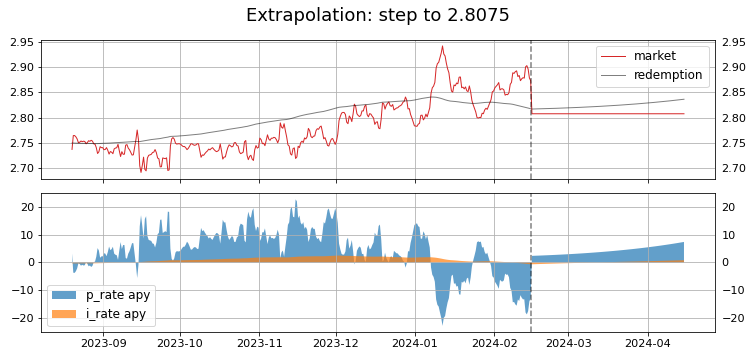 Extrapolation: step to 2.8075
2.95 2.95
2.90 2.90
2.85 2.85
2.80 2.80
2.75 2.75
2.70 2.70
market
redemption
20 20
10 10
0 0
−10 −10
−20 −20
p_rate apy
i_rate apy
2023-09 2023-10 2023-11 2023-12 2024-01 2024-02 2024-03 2024-04